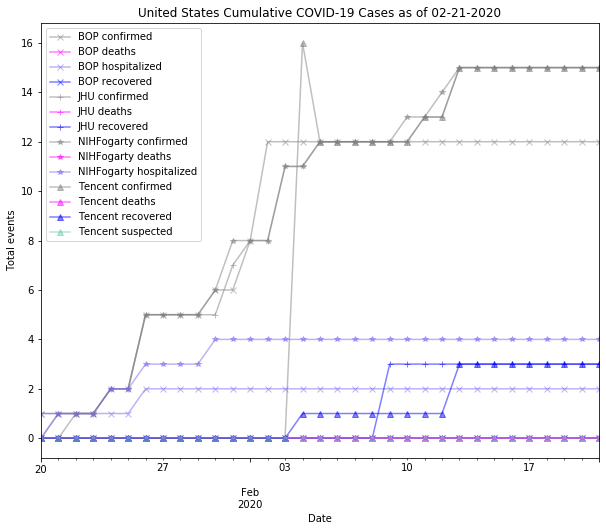 United States Cumulative COVID-19 Cases as of 02-21-2020
BOP confirmed
BOP deaths
BOP hospitalized
BOP recovered
JHU confirmed
JHU deaths
JHU recovered
NIHFogarty confirmed
NIHFogarty deaths
NIHFogarty hospitalized
Tencent confirmed
Tencent deaths
Tencent recovered
Tencent suspected
Total events
16
14
12
10
8
6
4
2
0
20
27
03
10
17
Feb
2020
Date